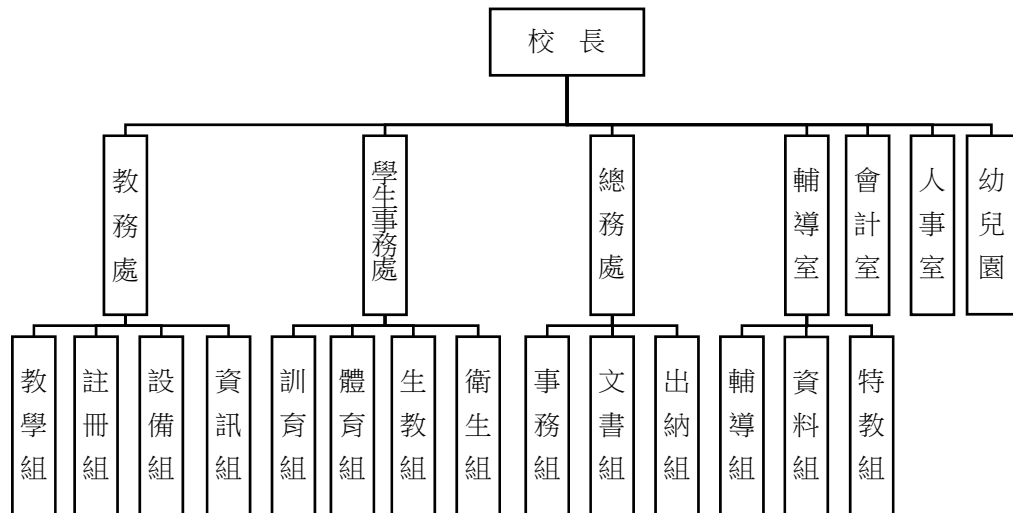 校 長
教務處
學生事務處
總務處
輔導室
會計室
人事室
幼兒園
教學組
註冊組
設備組
資訊組
訓育組
體育組
生教組
衛生組
事務組
文書組
出納組
輔導組
資料組
特教組